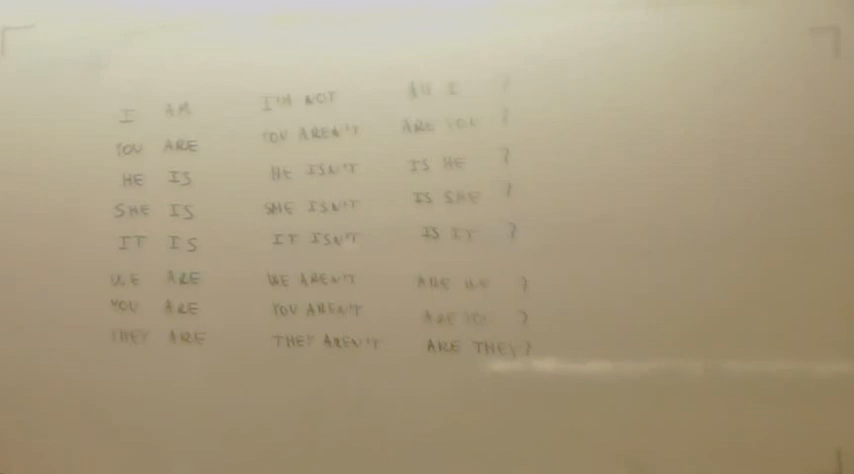 I AM I'M NOT AM I ?
YOU ARE YOU AREN'T ARE YOU ?
HE IS HE ISN'T IS HE ?
SHE IS SHE ISN'T IS SHE ?
IT IS IT ISN'T IS IT ?
WE ARE WE AREN'T ARE WE ?
YOU ARE YOU AREN'T ARE YOU ?
THEY ARE THEY AREN'T ARE THEY?